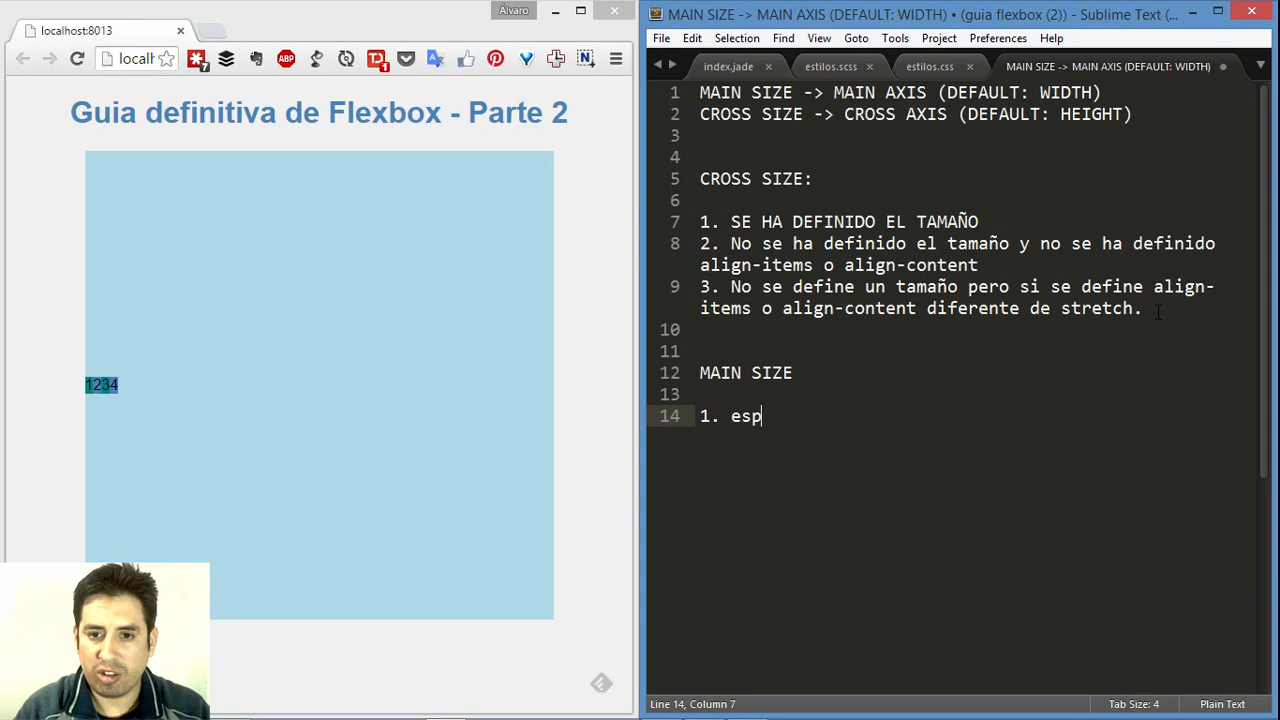 Álvaro
localhost:8013
localh
7
ABP
TD
1
N
Guia definitiva de Flexbox - Parte 2
1234
MAIN SIZE -> MAIN AXIS (DEFAULT: WIDTH) • (guia flexbox (2)) - Sublime Text (...
File Edit Selection Find View Goto Tools Project Preferences Help
index.jade × estilos.scss × estilos.css × MAIN SIZE -> MAIN AXIS (DEFAULT: WIDTH)
1 MAIN SIZE -> MAIN AXIS (DEFAULT: WIDTH)
2 CROSS SIZE -> CROSS AXIS (DEFAULT: HEIGHT)
3
4
5 CROSS SIZE:
6
7 1. SE HA DEFINIDO EL TAMAÑO
8 2. No se ha definido el tamaño y no se ha definido
align-items o align-content
9 3. No se define un tamaño pero si se define align-
items o align-content diferente de stretch.
10
11
12 MAIN SIZE
13
14 1. esp
Line 14, Column 7 Tab Size: 4 Plain Text